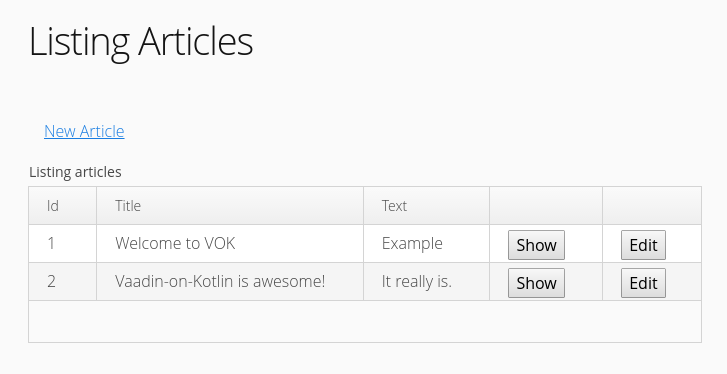 Listing Articles
New Article
Listing articles
Id Title Text
1 Welcome to VOK Example Show Edit
2 Vaadin-on-Kotlin is awesome! It really is. Show Edit